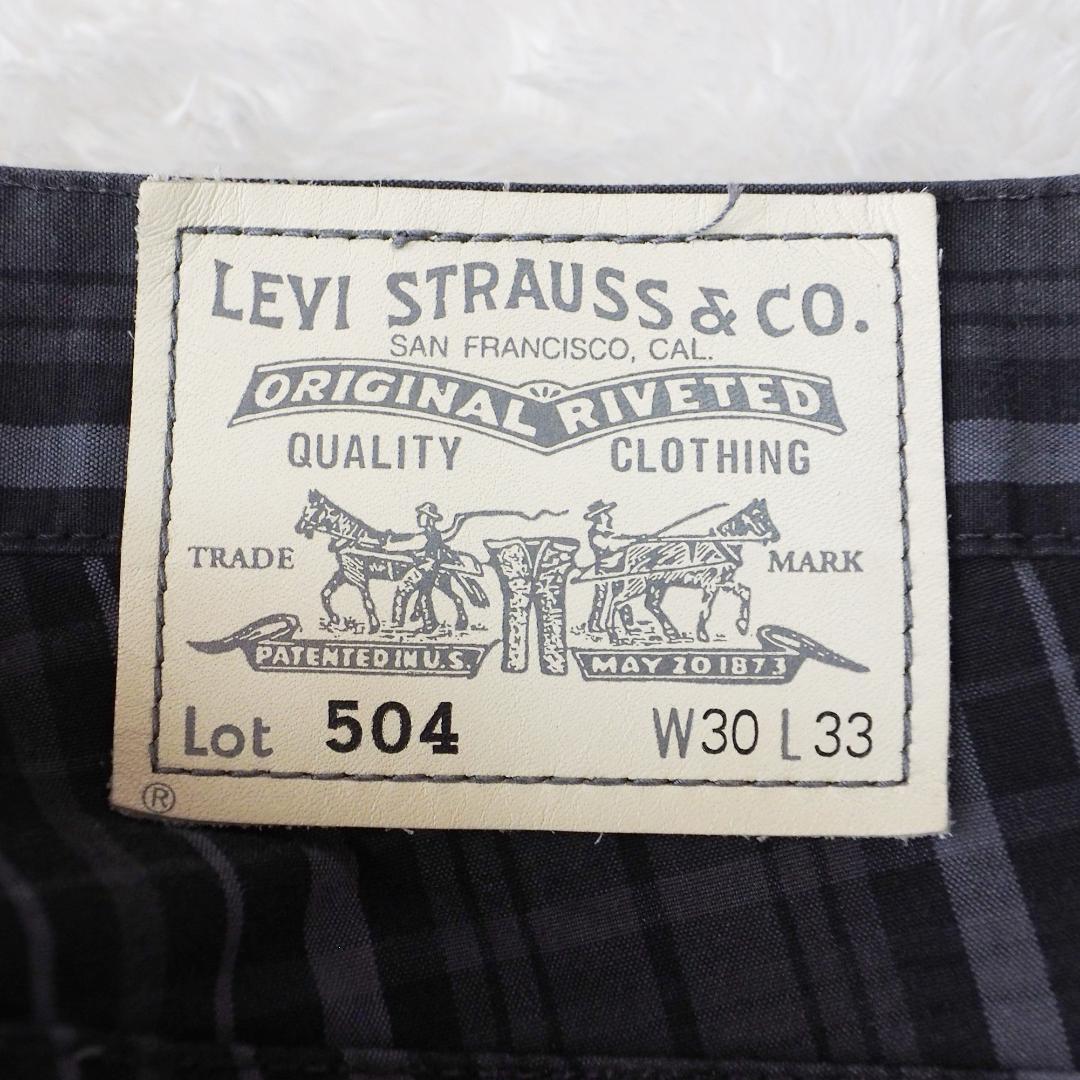 LEVI STRAUSS & CO.
SAN FRANCISCO, CAL.
ORIGINAL RIVETED
QUALITY CLOTHING
TRADE MARK
PATENTED IN U.S. MAY 20 1873
Lot 504 W30 L33
®